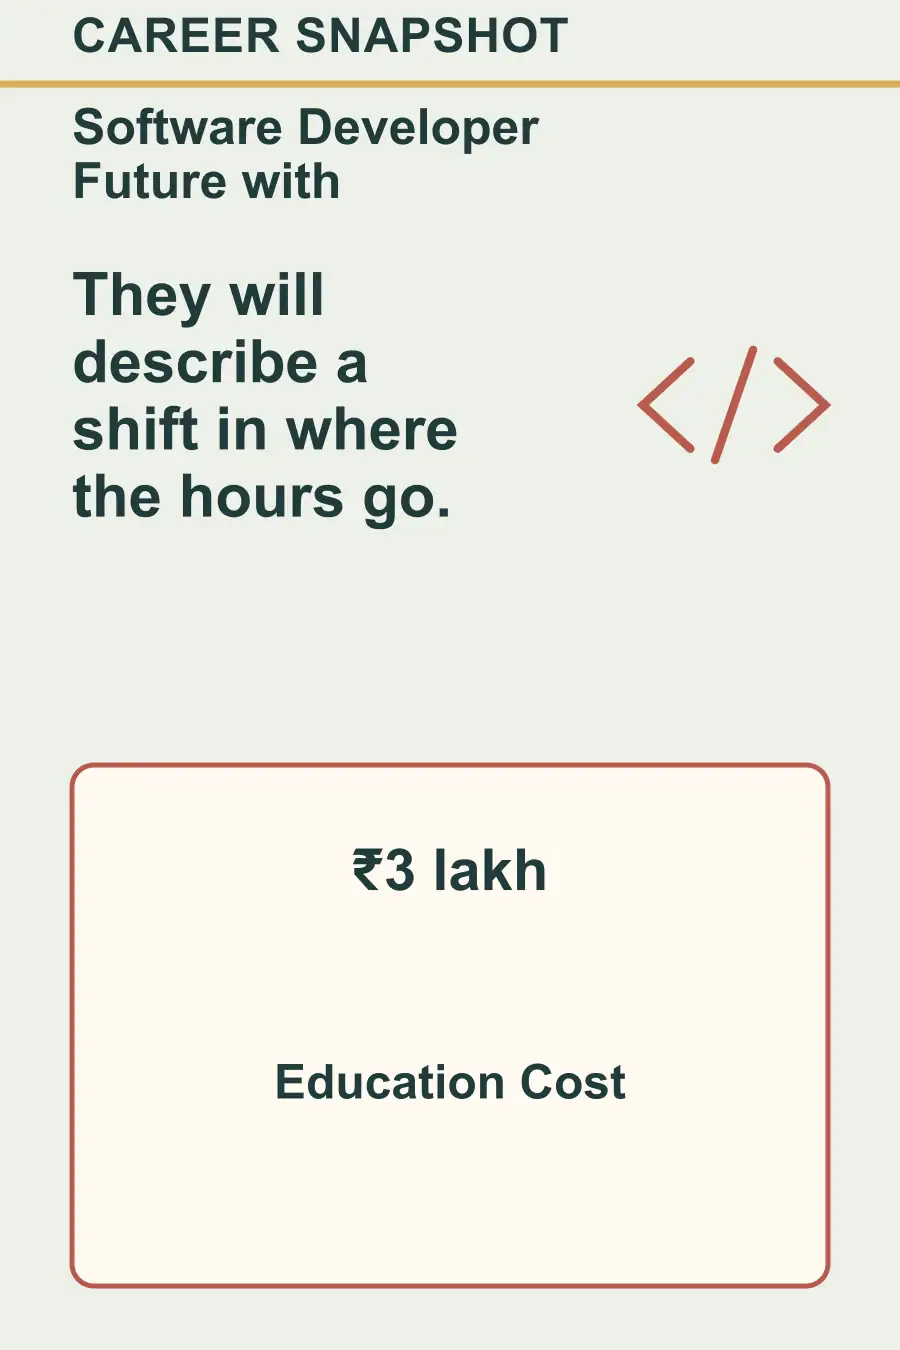 CAREER SNAPSHOT
Software Developer
Future with
They will
describe a
shift in where
the hours go.
</>
₹3 lakh
Education Cost